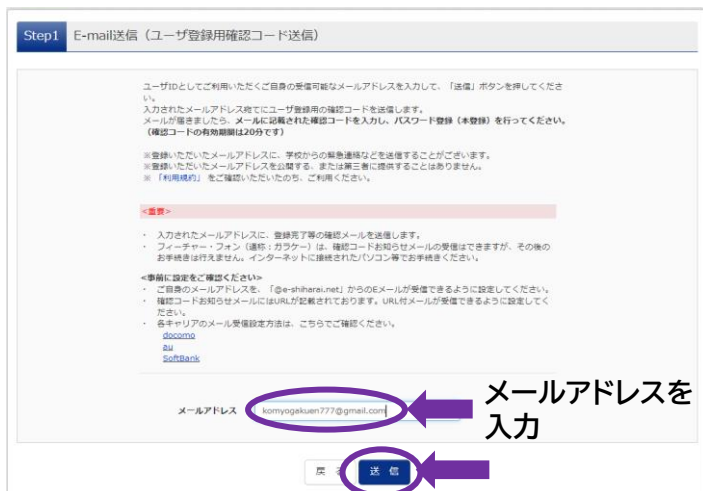 Step1 E-mail送信（ユーザ登録用確認コード送信）
ユーザIDとしてご利用いただくご自身の受信可能なメールアドレスを入力して、「送信」ボタンを押してくださ
い。
入力されたメールアドレス宛てにユーザ登録用の確認コードを送信します。
メールが届きましたら、メールに記載された確認コードを入力し、パスワード登録（本登録）を行ってください。
（確認コードの有効期間は20分です）
※登録いただいたメールアドレスに、学校からの緊急連絡などを送信することがございます。
※登録いただいたメールアドレスを公開する、または第三者に提供することはありません。
※ 「利用規約」 をご確認いただいたのち、ご利用ください。
<重要>
・ 入力されたメールアドレスに、登録完了等の確認メールを送信します。
・ フィーチャー・フォン（通称：ガラケー）は、確認コードお知らせメールの受信はできますが、その後の
お手続きは行えません。インターネットに接続されたパソコン等でお手続きください。
<事前に設定をご確認ください>
・ ご自身のメールアドレスを、「@e-shiharai.net」からのEメールが受信できるように設定してください。
・ 確認コードお知らせメールにはURLが記載されております。URL付メールが受信できるように設定してく
ださい。
・ 各キャリアのメール受信設定方法は、こちらでご確認ください。
docomo
au
SoftBank
メールアドレス komyogakuen777@gmail.com
メールアドレスを
入力
戻 送 信